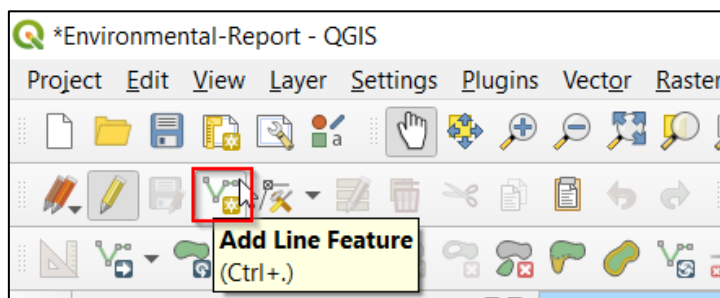 *Environmental-Report - QGIS
Project Edit View Layer Settings Plugins Vector Raster
a
Add Line Feature
(Ctrl+.)